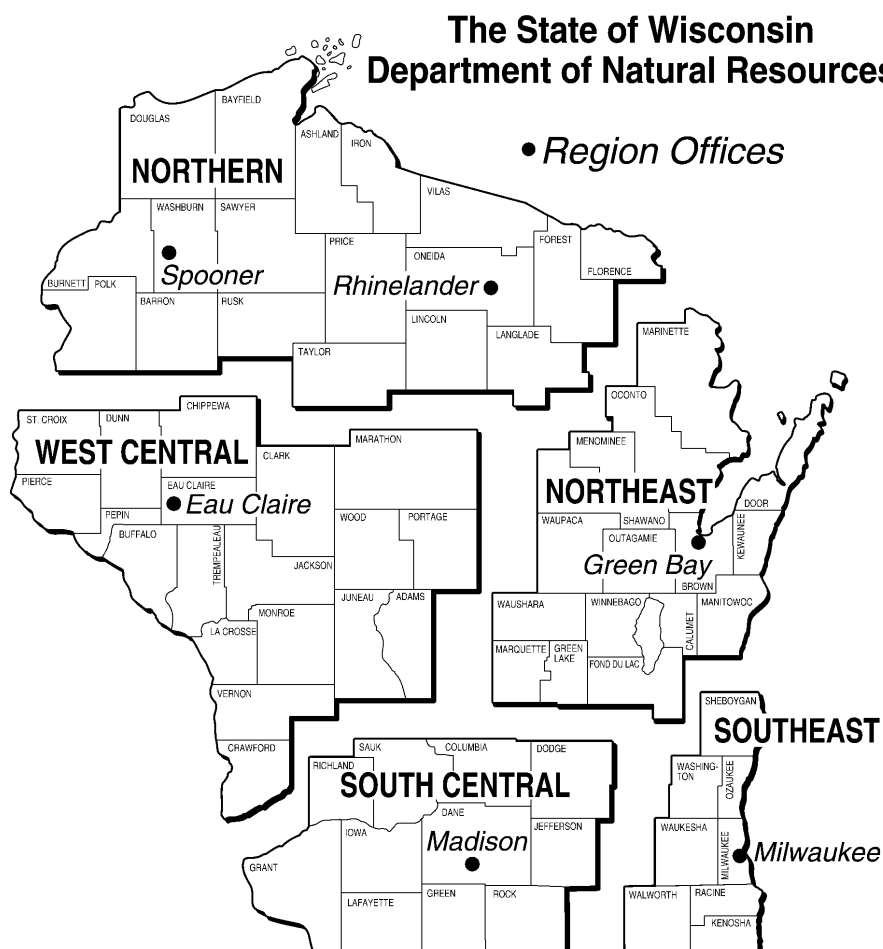 The State of Wisconsin
Department of Natural Resources
• Region Offices
BAYFIELD
DOUGLAS
ASHLAND
IRON
NORTHERN
VILAS
WASHBURN
SAWYER
PRICE
FOREST
ONEIDA
FLORENCE
Spooner
Rhinelander
BURNETT
POLK
BARRON
RUSK
LINCOLN
LANGLADE
TAYLOR
MARINETTE
OCONTO
CHIPPEWA
ST. CROIX
DUNN
WEST CENTRAL
CLARK
MARATHON
MENOMINEE
PIERCE
EAU CLAIRE
Eau Claire
NORTHEAST
DOOR
PEPIN
BUFFALO
TREMPEALEAU
WOOD
PORTAGE
WAUPACA
SHAWANO
OUTAGAMIE
KEWAUNEE
Green Bay
BROWN
JACKSON
JUNEAU
ADAMS
MONROE
LA CROSSE
WAUSHARA
WINNEBAGO
CALUMET
MANITOWOC
MARQUETTE
GREEN
LAKE
FOND DU LAC
VERNON
CRAWFORD
SHEBOYGAN
SOUTHEAST
SAUK
COLUMBIA
DODGE
RICHLAND
SOUTH CENTRAL
WASHING-
TON
OZAUKEE
DANE
IOWA
JEFFERSON
Madison
WAUKESHA
MILWAUKEE
Milwaukee
GRANT
LAFAYETTE
GREEN
ROCK
WALWORTH
RACINE
KENOSHA